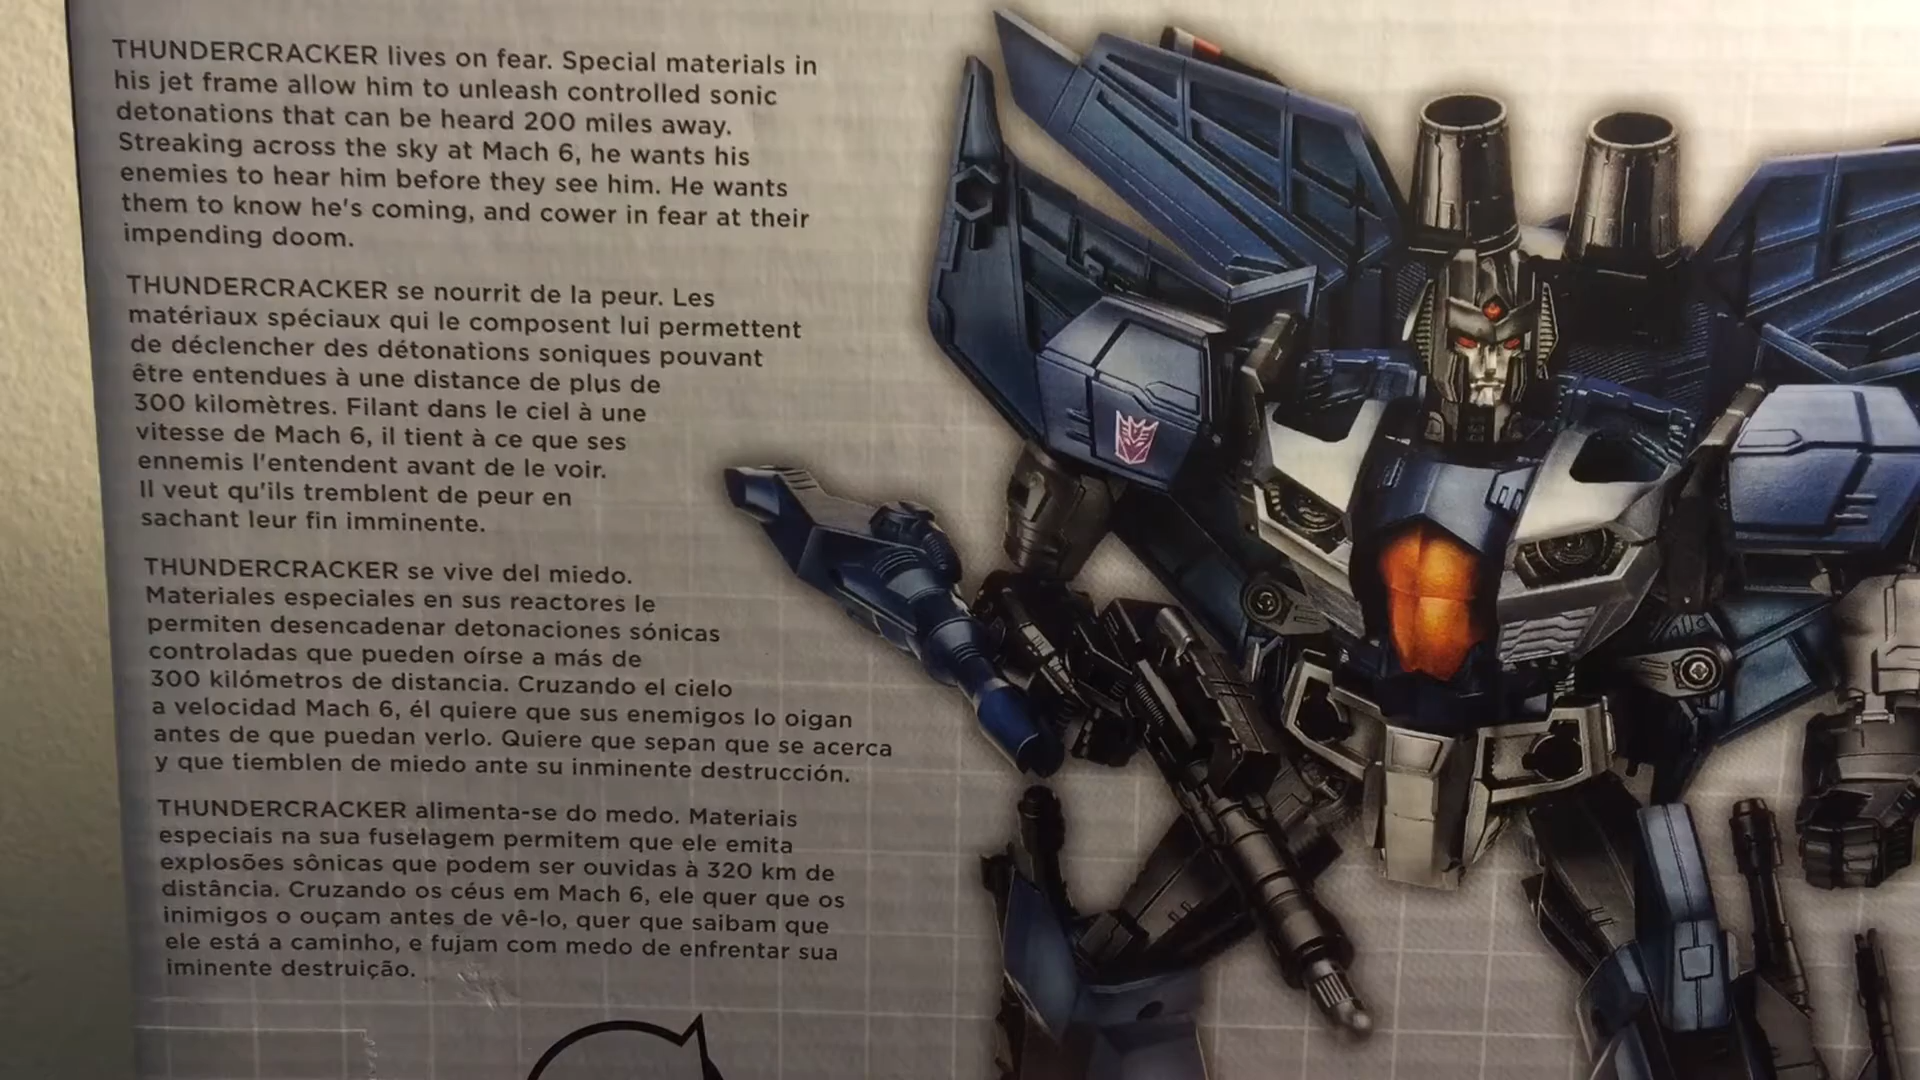 THUNDERCRACKER lives on fear. Special materials in
his jet frame allow him to unleash controlled sonic
detonations that can be heard 200 miles away.
Streaking across the sky at Mach 6, he wants his
enemies to hear him before they see him. He wants
them to know he's coming, and cower in fear at their
impending doom.
THUNDERCRACKER se nourrit de la peur. Les
matériaux spéciaux qui le composent lui permettent
de déclencher des détonations soniques pouvant
être entendues à une distance de plus de
300 kilomètres. Filant dans le ciel à une
vitesse de Mach 6, il tient à ce que ses
ennemis l'entendent avant de le voir.
Il veut qu'ils tremblent de peur en
sachant leur fin imminente.
THUNDERCRACKER se vive del miedo.
Materiales especiales en sus reactores le
permiten desencadenar detonaciones sónicas
controladas que pueden oírse a más de
300 kilómetros de distancia. Cruzando el cielo
a velocidad Mach 6, él quiere que sus enemigos lo oigan
antes de que puedan verlo. Quiere que sepan que se acerca
y que tiemblen de miedo ante su inminente destrucción.
THUNDERCRACKER alimenta-se do medo. Materiais
especiais na sua fuselagem permitem que ele emita
explosões sônicas que podem ser ouvidas à 320 km de
distância. Cruzando os céus em Mach 6, ele quer que os
inimigos o ouçam antes de vê-lo, quer que saibam que
ele está a caminho, e fujam com medo de enfrentar sua
iminente destruição.